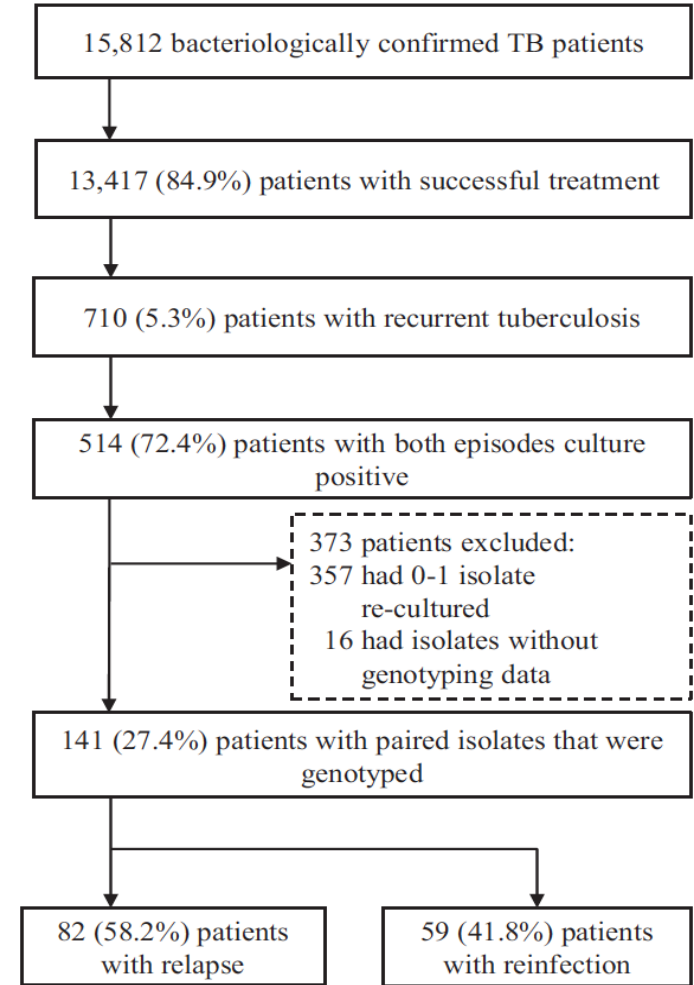 15,812 bacteriologically confirmed TB patients
13,417 (84.9%) patients with successful treatment
710 (5.3%) patients with recurrent tuberculosis
514 (72.4%) patients with both episodes culture
positive
373 patients excluded:
357 had 0-1 isolate
re-cultured
16 had isolates without
genotyping data
141 (27.4%) patients with paired isolates that were
genotyped
82 (58.2%) patients
with relapse
59 (41.8%) patients
with reinfection